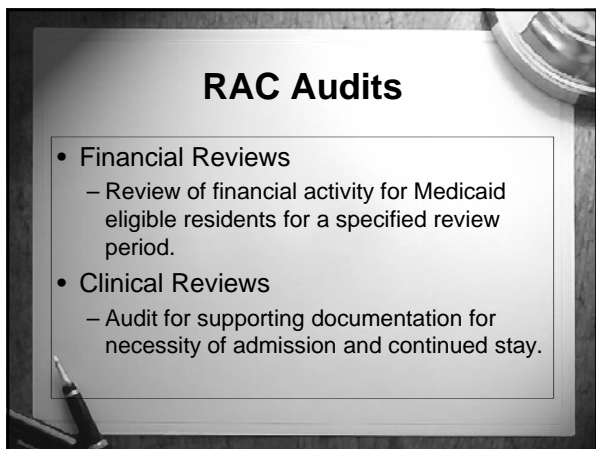 RAC Audits
• Financial Reviews
– Review of financial activity for Medicaid
eligible residents for a specified review
period.
• Clinical Reviews
– Audit for supporting documentation for
necessity of admission and continued stay.